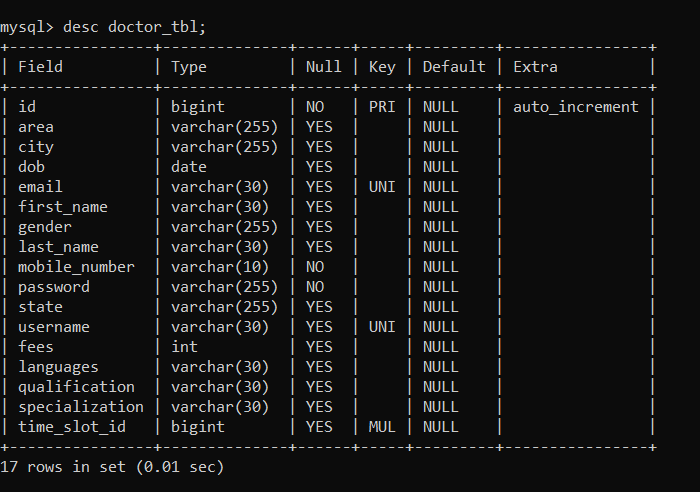 mysql> desc doctor_tbl;
+----------------+--------------+------+-----+---------+----------------+
| Field          | Type         | Null | Key | Default | Extra          |
+----------------+--------------+------+-----+---------+----------------+
| id             | bigint       | NO   | PRI | NULL    | auto_increment |
| area           | varchar(255) | YES  |     | NULL    |                |
| city           | varchar(255) | YES  |     | NULL    |                |
| dob            | date         | YES  |     | NULL    |                |
| email          | varchar(30)  | YES  | UNI | NULL    |                |
| first_name     | varchar(30)  | YES  |     | NULL    |                |
| gender         | varchar(255) | YES  |     | NULL    |                |
| last_name      | varchar(30)  | YES  |     | NULL    |                |
| mobile_number  | varchar(10)  | NO   |     | NULL    |                |
| password       | varchar(255) | NO   |     | NULL    |                |
| state          | varchar(255) | YES  |     | NULL    |                |
| username       | varchar(30)  | YES  | UNI | NULL    |                |
| fees           | int          | YES  |     | NULL    |                |
| languages      | varchar(30)  | YES  |     | NULL    |                |
| qualification  | varchar(30)  | YES  |     | NULL    |                |
| specialization | varchar(30)  | YES  |     | NULL    |                |
| time_slot_id   | bigint       | YES  | MUL | NULL    |                |
+----------------+--------------+------+-----+---------+----------------+
17 rows in set (0.01 sec)